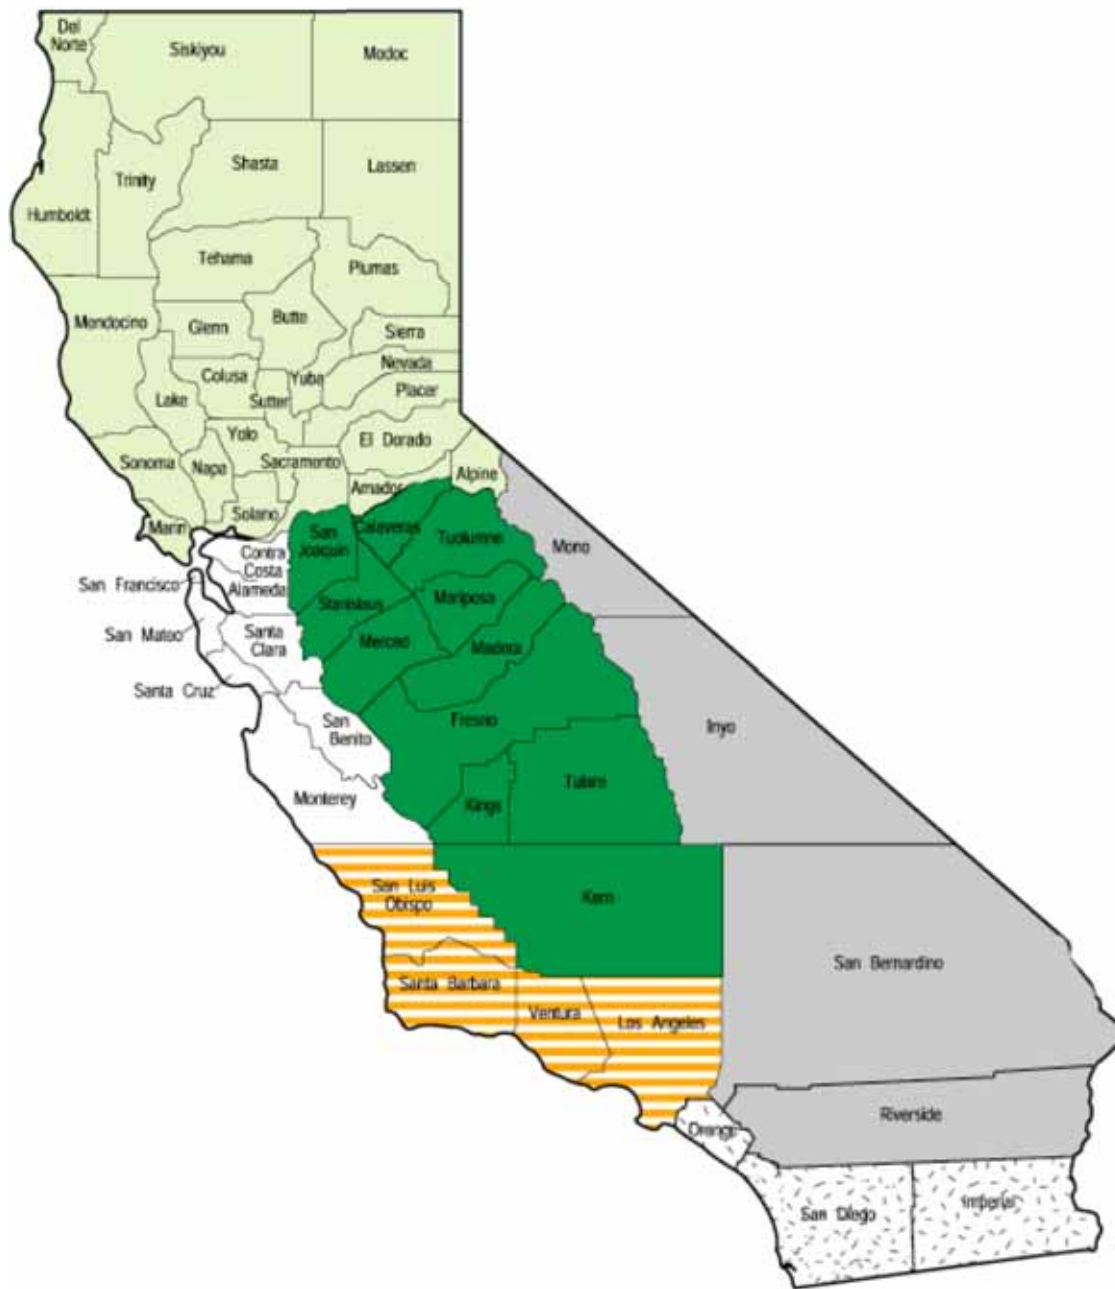 Del
Norte
Siskiyou
Modoc
Shasta
Lassen
Trinity
Humboldt
Tehama
Plumas
Mendocino
Glenn
Butte
Sierra
Nevada
Colusa
Yuba
Placer
Lake
Sutter
Yolo
El Dorado
Sonoma
Napa
Sacramento
Alpine
Amador
Solano
Marin
San
Joaquin
Calaveras
Tuolumne
Contra
Costa
Mono
San Francisco
Alameda
Stanislaus
Mariposa
San Mateo
Santa
Clara
Merced
Madera
Santa Cruz
San
Benito
Fresno
Inyo
Monterey
Kings
Tulare
San Luis
Obispo
Kern
San Bernardino
Santa Barbara
Ventura
Los Angeles
Orange
Riverside
San Diego
Imperial